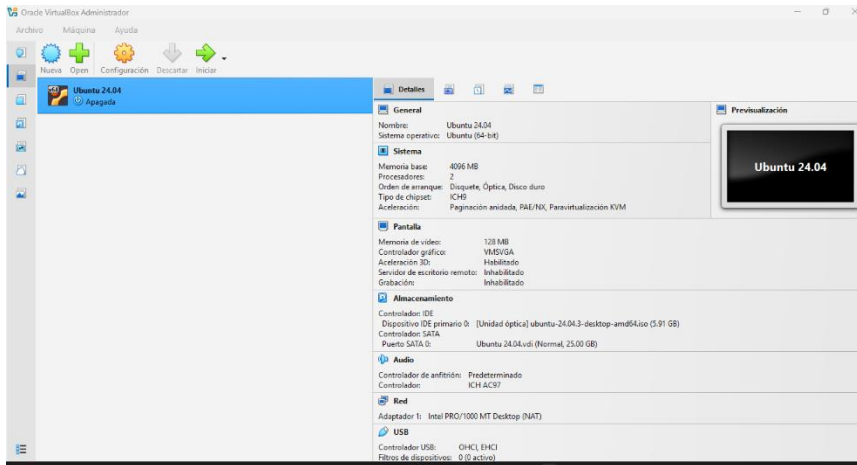 Oracle VirtualBox Administrador
Archivo Máquina Ayuda
Nueva Open Configuración Descartar Iniciar
Ubuntu 24.04
Apagada
Detalles
General
Nombre: Ubuntu 24.04
Sistema operativo: Ubuntu (64-bit)
Previsualización
Ubuntu 24.04
Sistema
Memoria base: 4096 MB
Procesadores: 2
Orden de arranque: Disquete, Óptica, Disco duro
Tipo de chipset: ICH9
Aceleración: Paginación anidada, PAE/NX, Paravirtualización KVM
Pantalla
Memoria de vídeo: 128 MB
Controlador gráfico: VMSVGA
Aceleración 3D: Habilitado
Servidor de escritorio remoto: Inhabilitado
Grabación: Inhabilitado
Almacenamiento
Controlador: IDE
Dispositivo IDE primario 0: [Unidad óptica] ubuntu-24.04.3-desktop-amd64.iso (5.91 GB)
Controlador: SATA
Puerto SATA 0: Ubuntu 24.04.vdi (Normal, 25.00 GB)
Audio
Controlador de anfitrión: Predeterminado
Controlador: ICH AC97
Red
Adaptador 1: Intel PRO/1000 MT Desktop (NAT)
USB
Controlador USB: OHCI, EHCI
Filtros de dispositivos: 0 (0 activo)